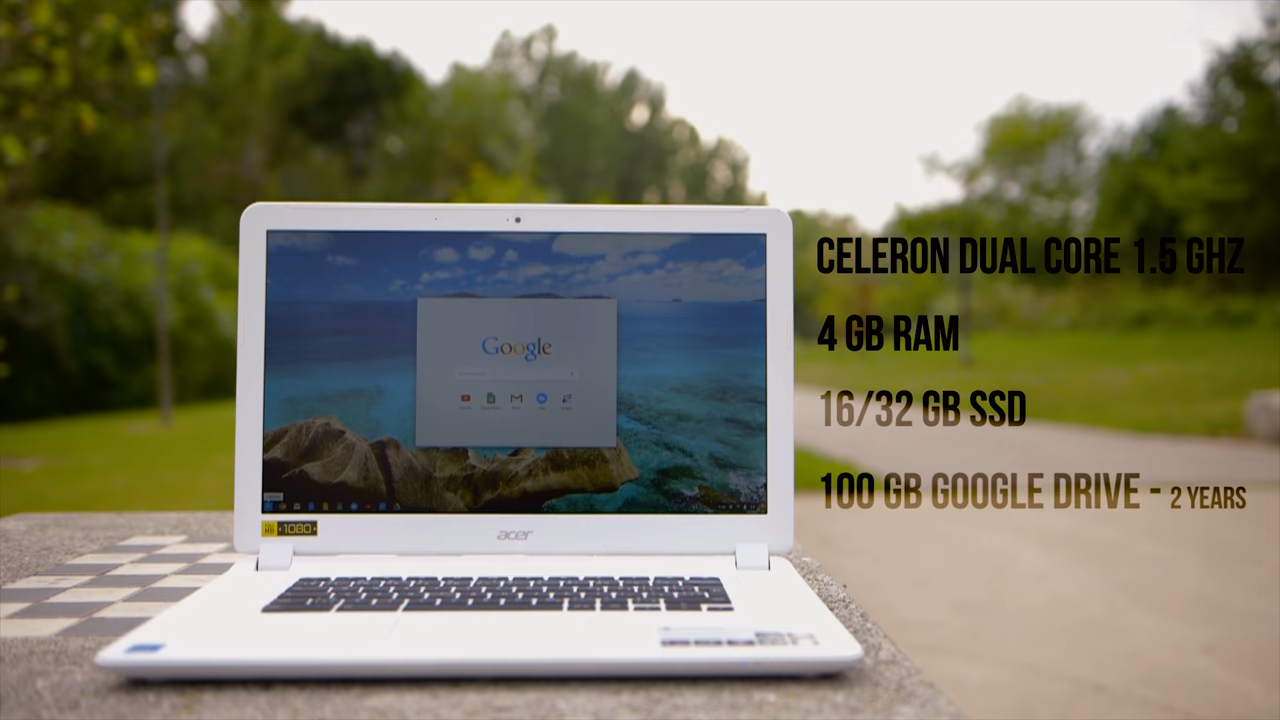 CELERON DUAL CORE 1.5 GHZ
4 GB RAM
16/32 GB SSD
100 GB GOOGLE DRIVE - 2 YEARS
Google
FULL HD 1080
acer